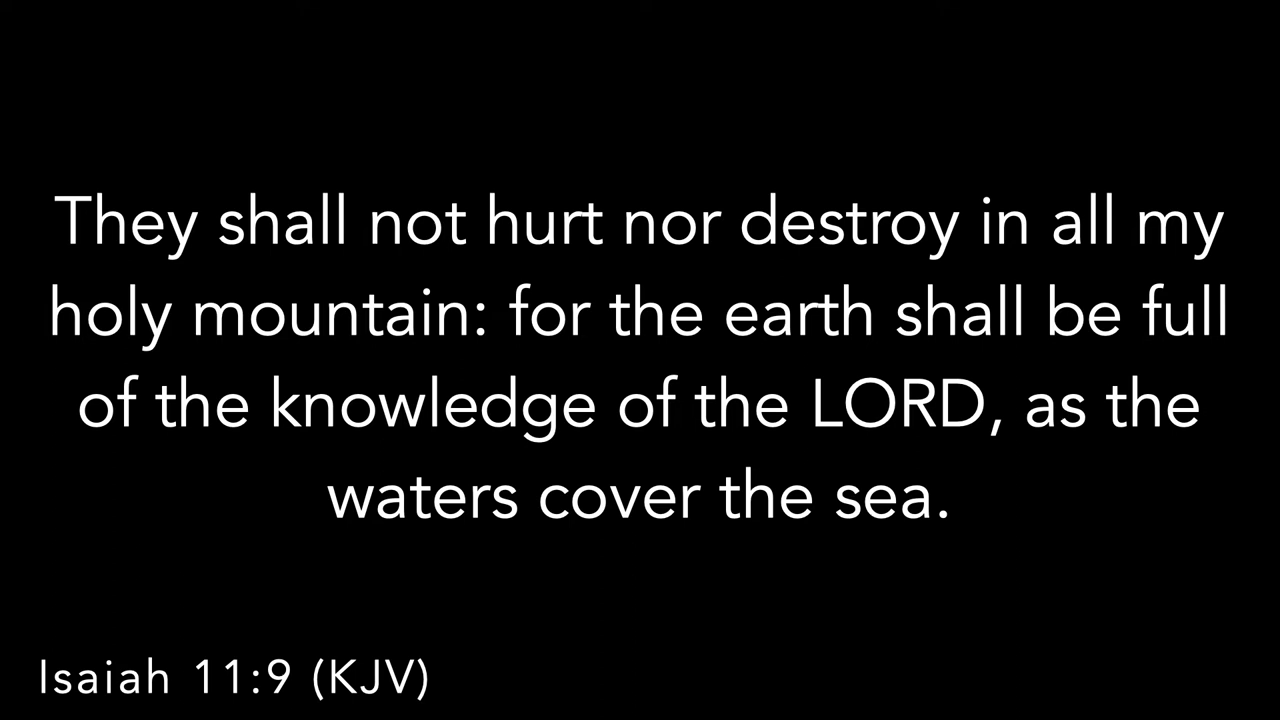 They shall not hurt nor destroy in all my
holy mountain: for the earth shall be full
of the knowledge of the LORD, as the
waters cover the sea.
Isaiah 11:9 (KJV)